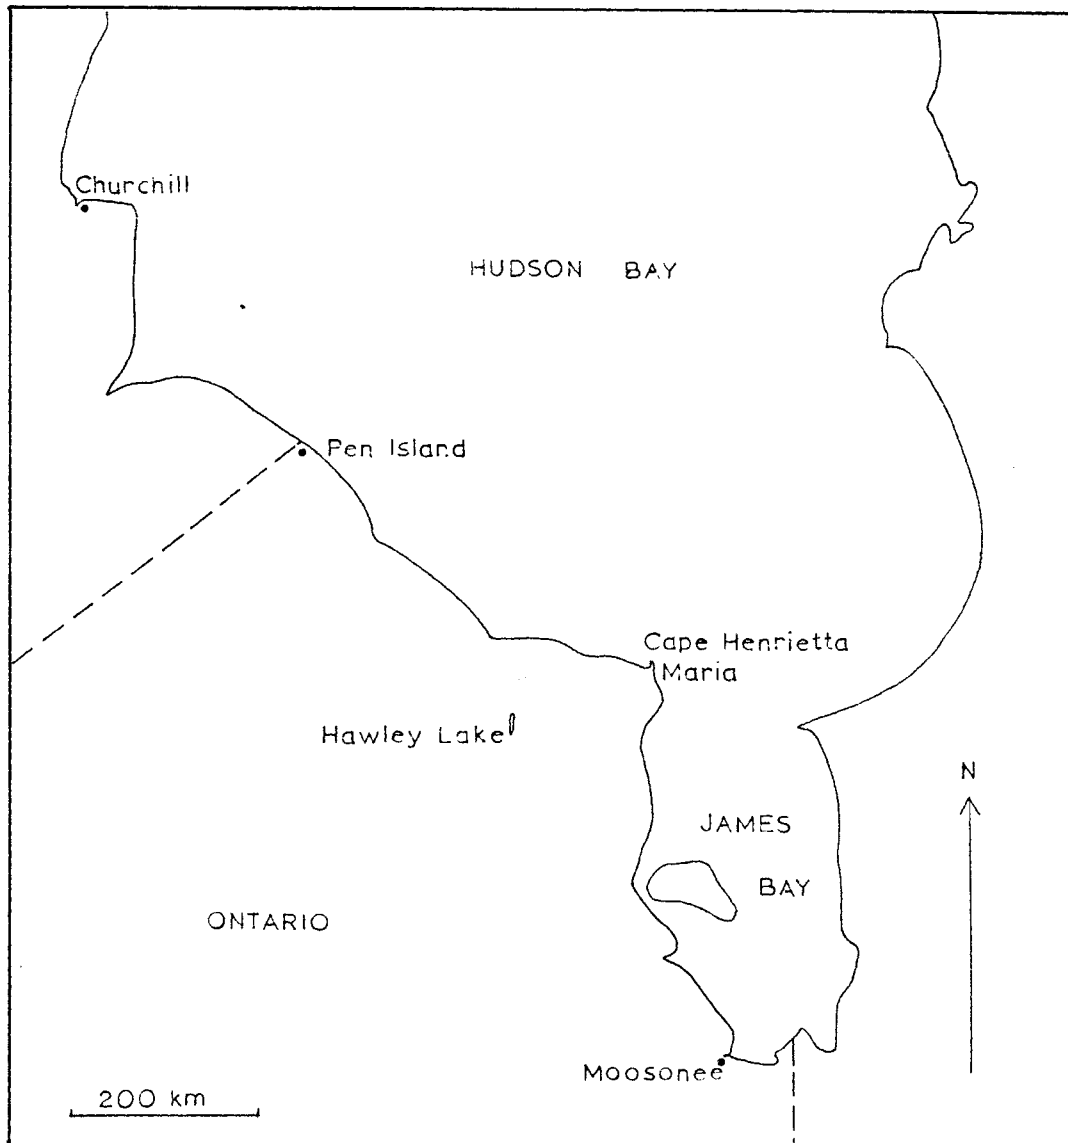 Churchill
HUDSON BAY
Pen Island
Cape Henrietta
Maria
Hawley Lake
N
JAMES
BAY
ONTARIO
Moosonee
200 km